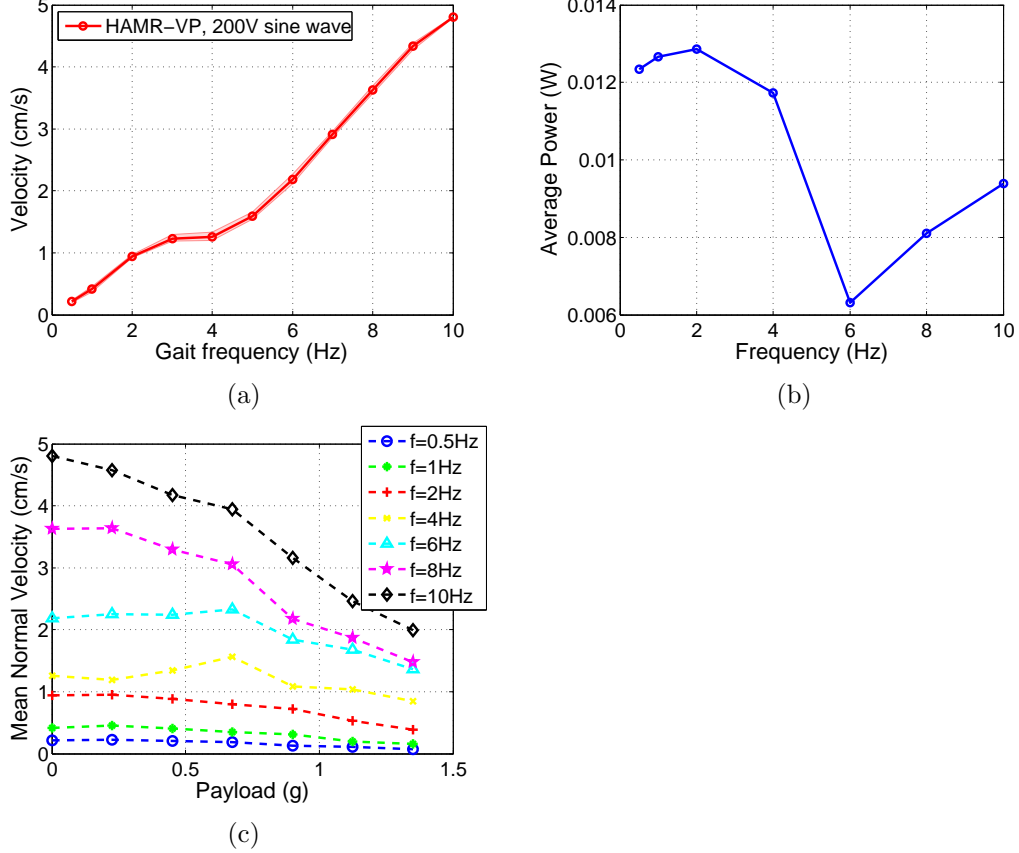 5
4
3
2
1
0
Velocity (cm/s)
HAMR−VP, 200V sine wave
0 2 4 6 8 10
Gait frequency (Hz)
(a)
0.012
0.01
0.008
0.006
Average Power (W)
0 2 4 6 8 10
Frequency (Hz)
(b)
5
4
3
2
1
0
Mean Normal Velocity (cm/s)
f=0.5Hz
f=1Hz
f=2Hz
f=4Hz
f=6Hz
f=8Hz
f=10Hz
0 0.5 1 1.5
Payload (g)
(c)